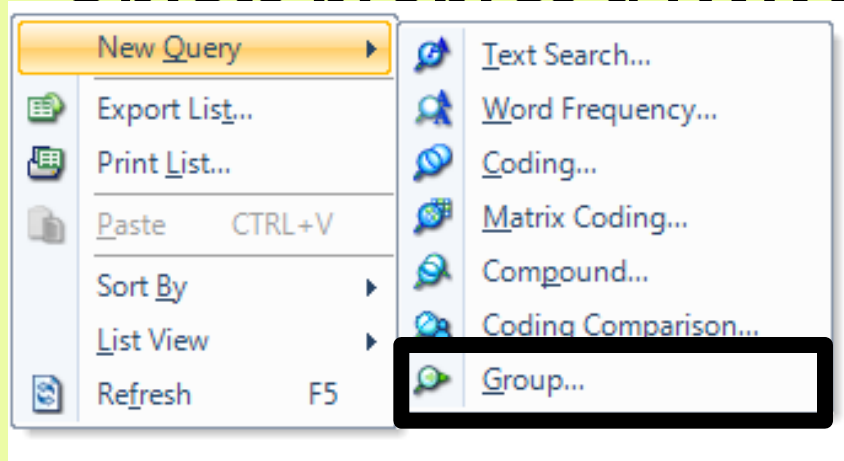 New Query
Export List...
Print List...
Paste CTRL+V
Sort By
List View
Refresh F5
Text Search...
Word Frequency...
Coding...
Matrix Coding...
Compound...
Coding Comparison...
Group...